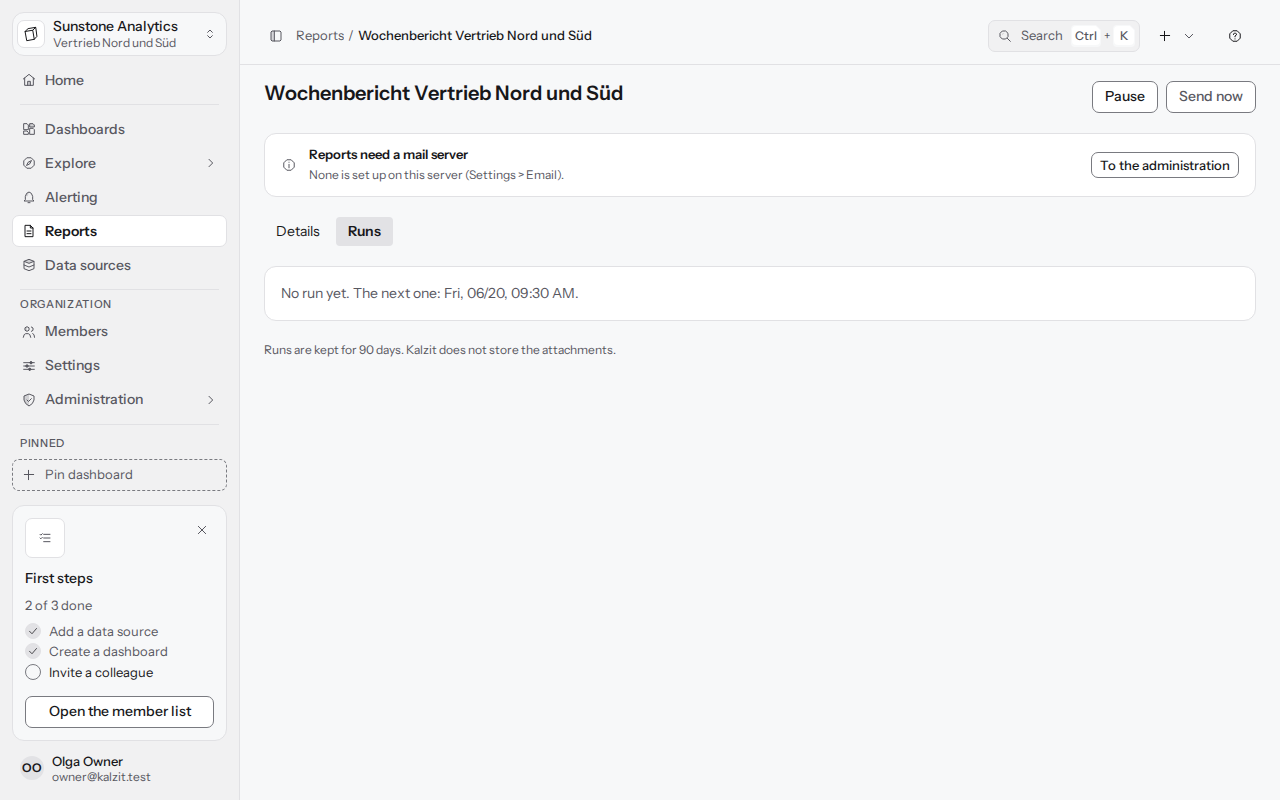 Sunstone Analytics
Vertrieb Nord und Süd
Home
Dashboards
Explore
Alerting
Reports
Data sources
ORGANIZATION
Members
Settings
Administration
PINNED
Pin dashboard
First steps
2 of 3 done
Add a data source
Create a dashboard
Invite a colleague
Open the member list
OO
Olga Owner
owner@kalzit.test
Reports / Wochenbericht Vertrieb Nord und Süd
Search Ctrl + K
Wochenbericht Vertrieb Nord und Süd
Pause
Send now
Reports need a mail server
None is set up on this server (Settings > Email).
To the administration
Details
Runs
No run yet. The next one: Fri, 06/20, 09:30 AM.
Runs are kept for 90 days. Kalzit does not store the attachments.